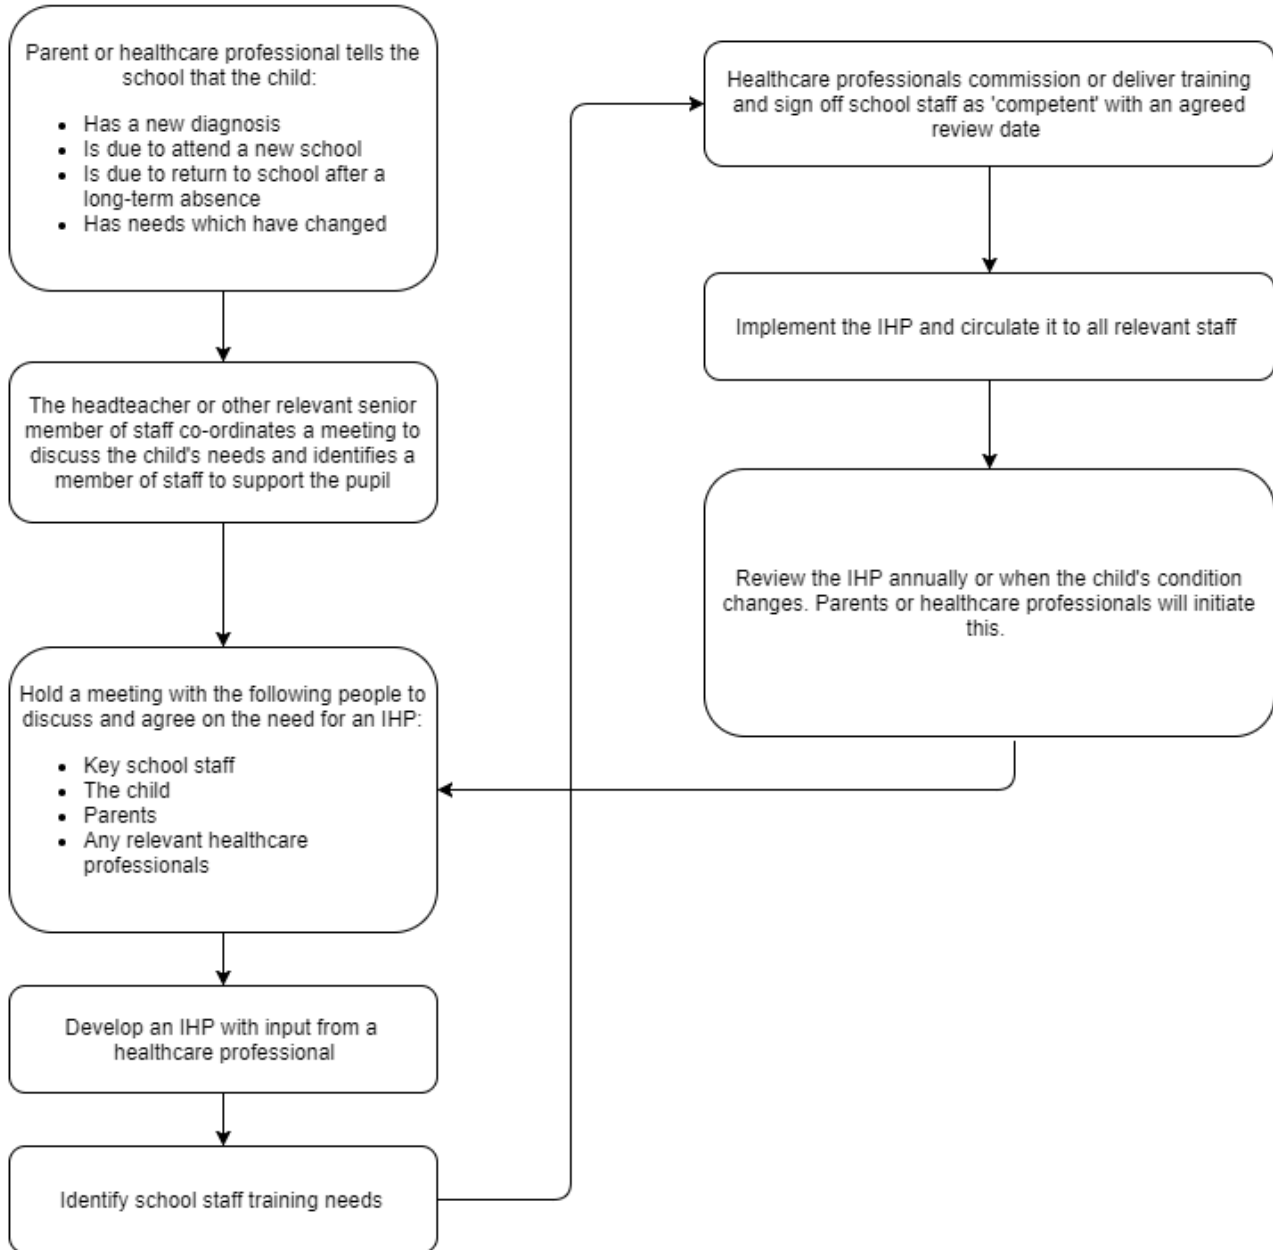 Parent or healthcare professional tells the
school that the child:
• Has a new diagnosis
• Is due to attend a new school
• Is due to return to school after a
long-term absence
• Has needs which have changed
The headteacher or other relevant senior
member of staff co-ordinates a meeting to
discuss the child's needs and identifies a
member of staff to support the pupil
Hold a meeting with the following people to
discuss and agree on the need for an IHP:
• Key school staff
• The child
• Parents
• Any relevant healthcare
professionals
Develop an IHP with input from a
healthcare professional
Identify school staff training needs
Healthcare professionals commission or deliver training
and sign off school staff as 'competent' with an agreed
review date
Implement the IHP and circulate it to all relevant staff
Review the IHP annually or when the child's condition
changes. Parents or healthcare professionals will initiate
this.